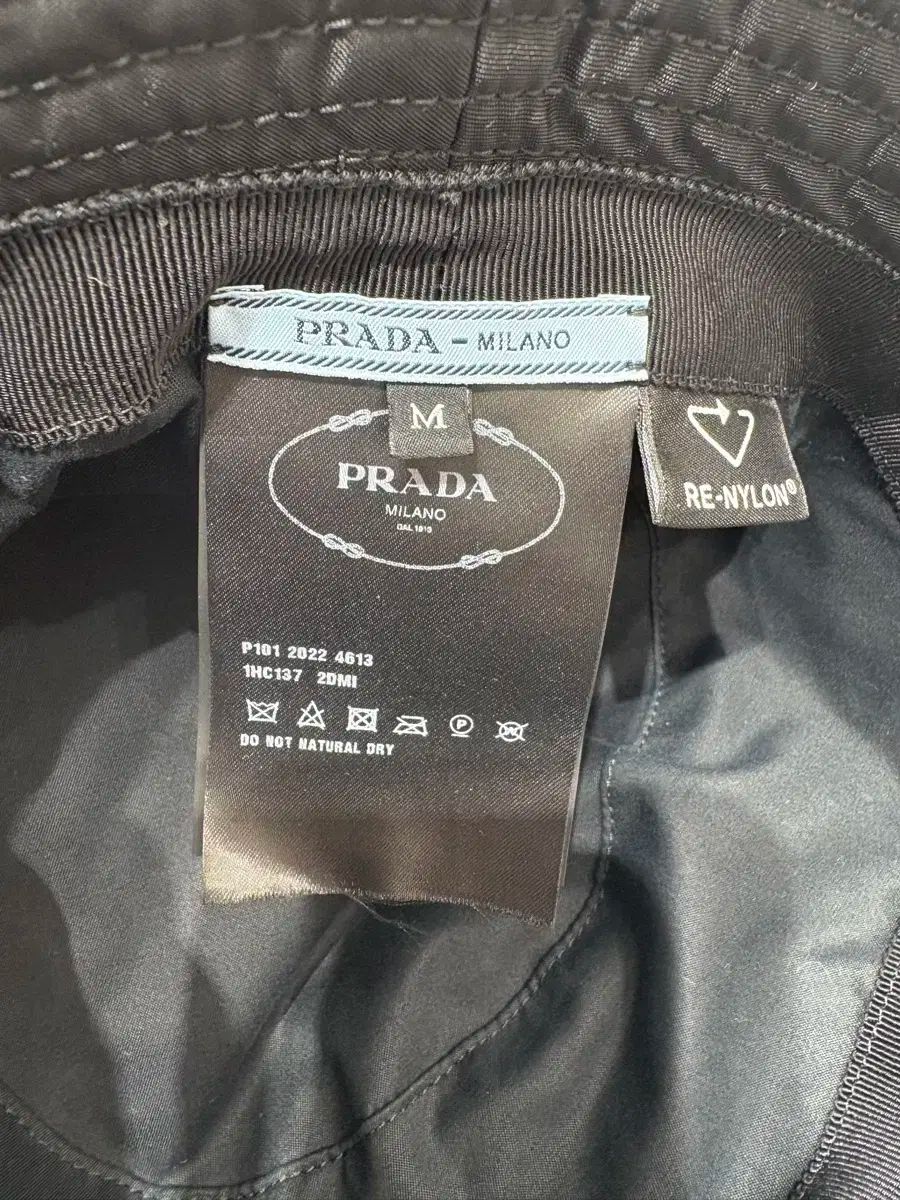 PRADA - MILANO
M
PRADA
MILANO
DAL 1913
RE-NYLON®
P101 2022 4613
1HC137 2DMI
P
W
DO NOT NATURAL DRY